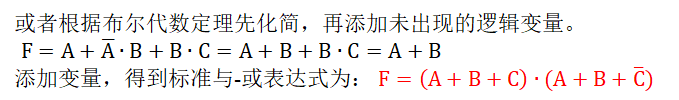 或者根据布尔代数定理先化简，再添加未出现的逻辑变量。
F = A + A̅ · B + B · C = A + B + B · C = A + B
添加变量，得到标准与-或表达式为： F = (A + B + C) · (A + B + C̅)